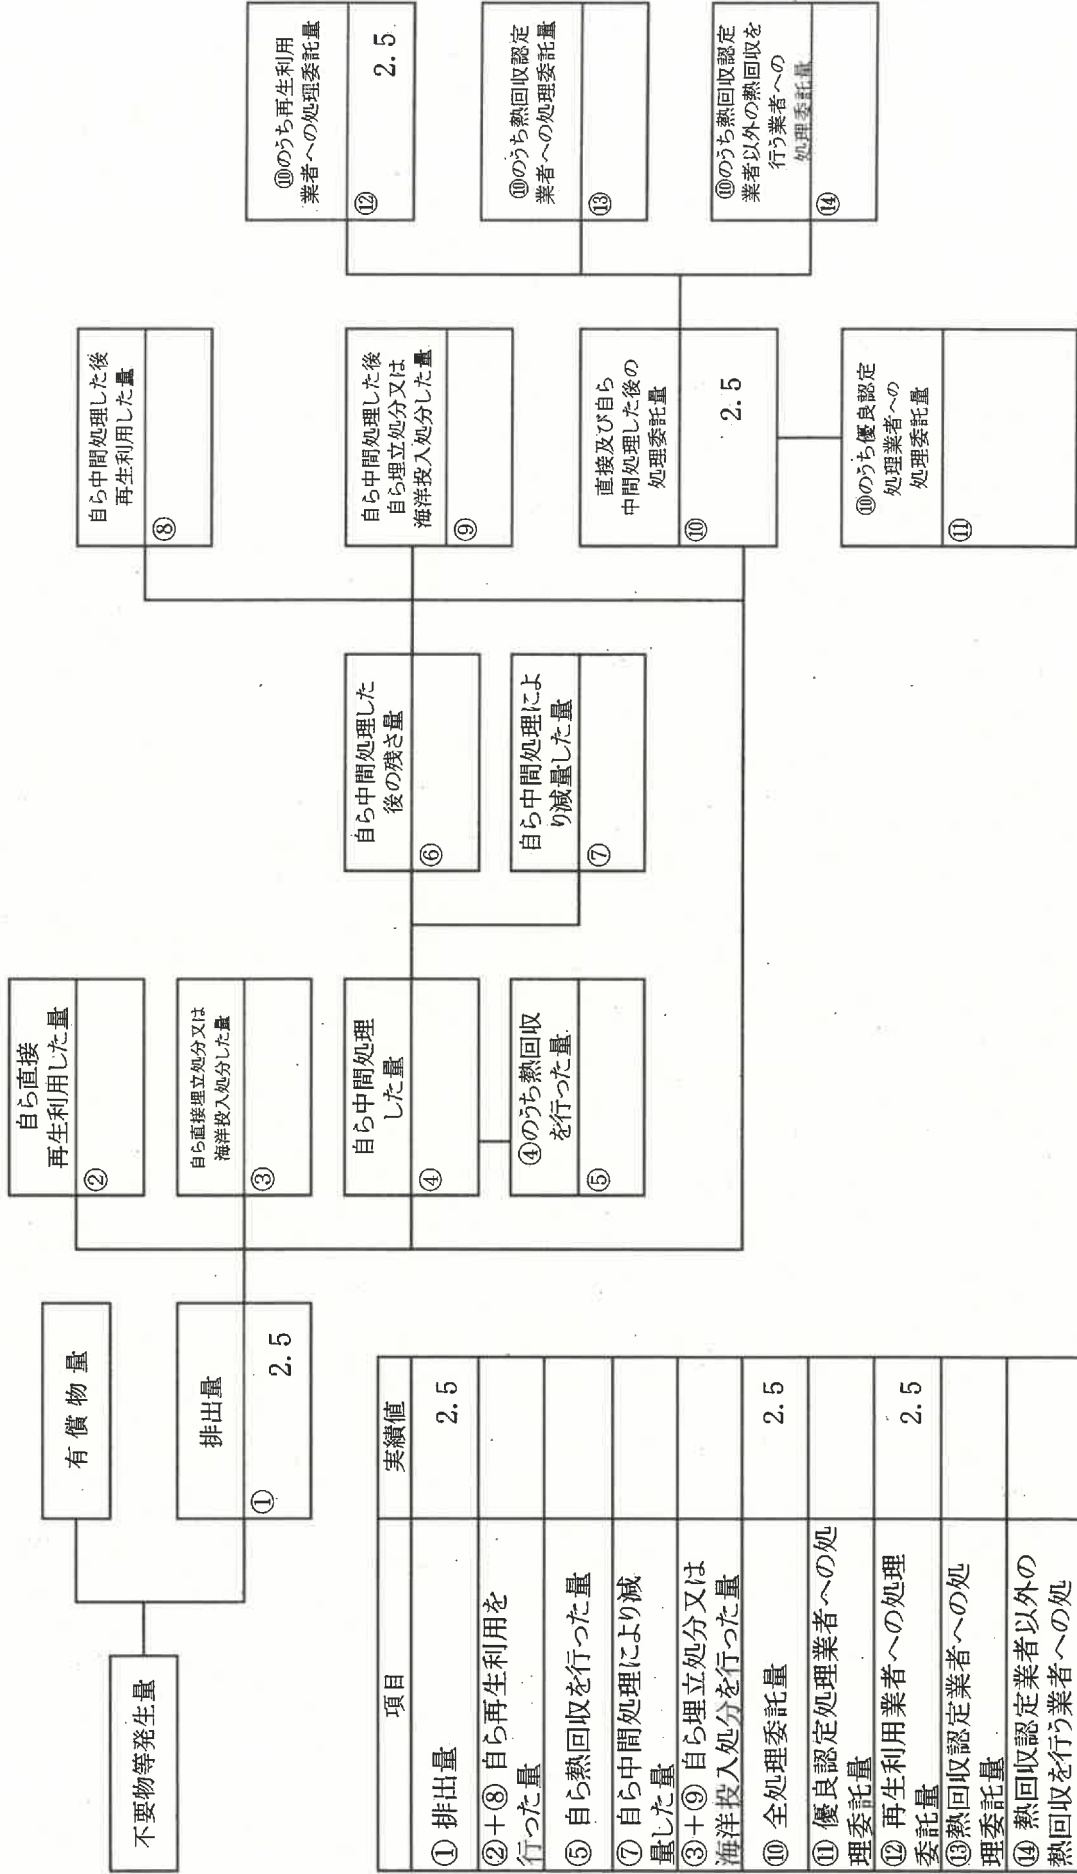 不要物等発生量
有償物量
排出量
①
2.5
自ら直接
再生利用した量
②
自ら直接埋立処分又は
海洋投入処分した量
③
自ら中間処理
した量
④
④のうち熱回収
を行った量
⑤
自ら中間処理した
後の残さ量
⑥
自ら中間処理によ
り減量した量
⑦
自ら中間処理した後
再生利用した量
⑧
自ら中間処理した後
自ら埋立処分又は
海洋投入処分した量
⑨
直接及び自ら
中間処理した後の
処理委託量
⑩
2.5
⑩のうち優良認定
処理業者への
処理委託量
⑪
⑩のうち再生利用
業者への処理委託量
⑫
2.5
⑩のうち熱回収認定
業者への処理委託量
⑬
⑩のうち熱回収認定
業者以外の熱回収を
行う業者への
処理委託量
⑭
項目 実績値
①排出量 2.5
②+⑧ 自ら再生利用を
行った量
⑤ 自ら熱回収を行った量
⑦ 自ら中間処理により減
量した量
③+⑨ 自ら埋立処分又は
海洋投入処分を行った量
⑩ 全処理委託量 2.5
⑪ 優良認定処理業者への処
理委託量
⑫ 再生利用業者への処理
委託量 2.5
⑬熱回収認定業者への処
理委託量
⑭ 熱回収認定業者以外の
熱回収を行う業者への処